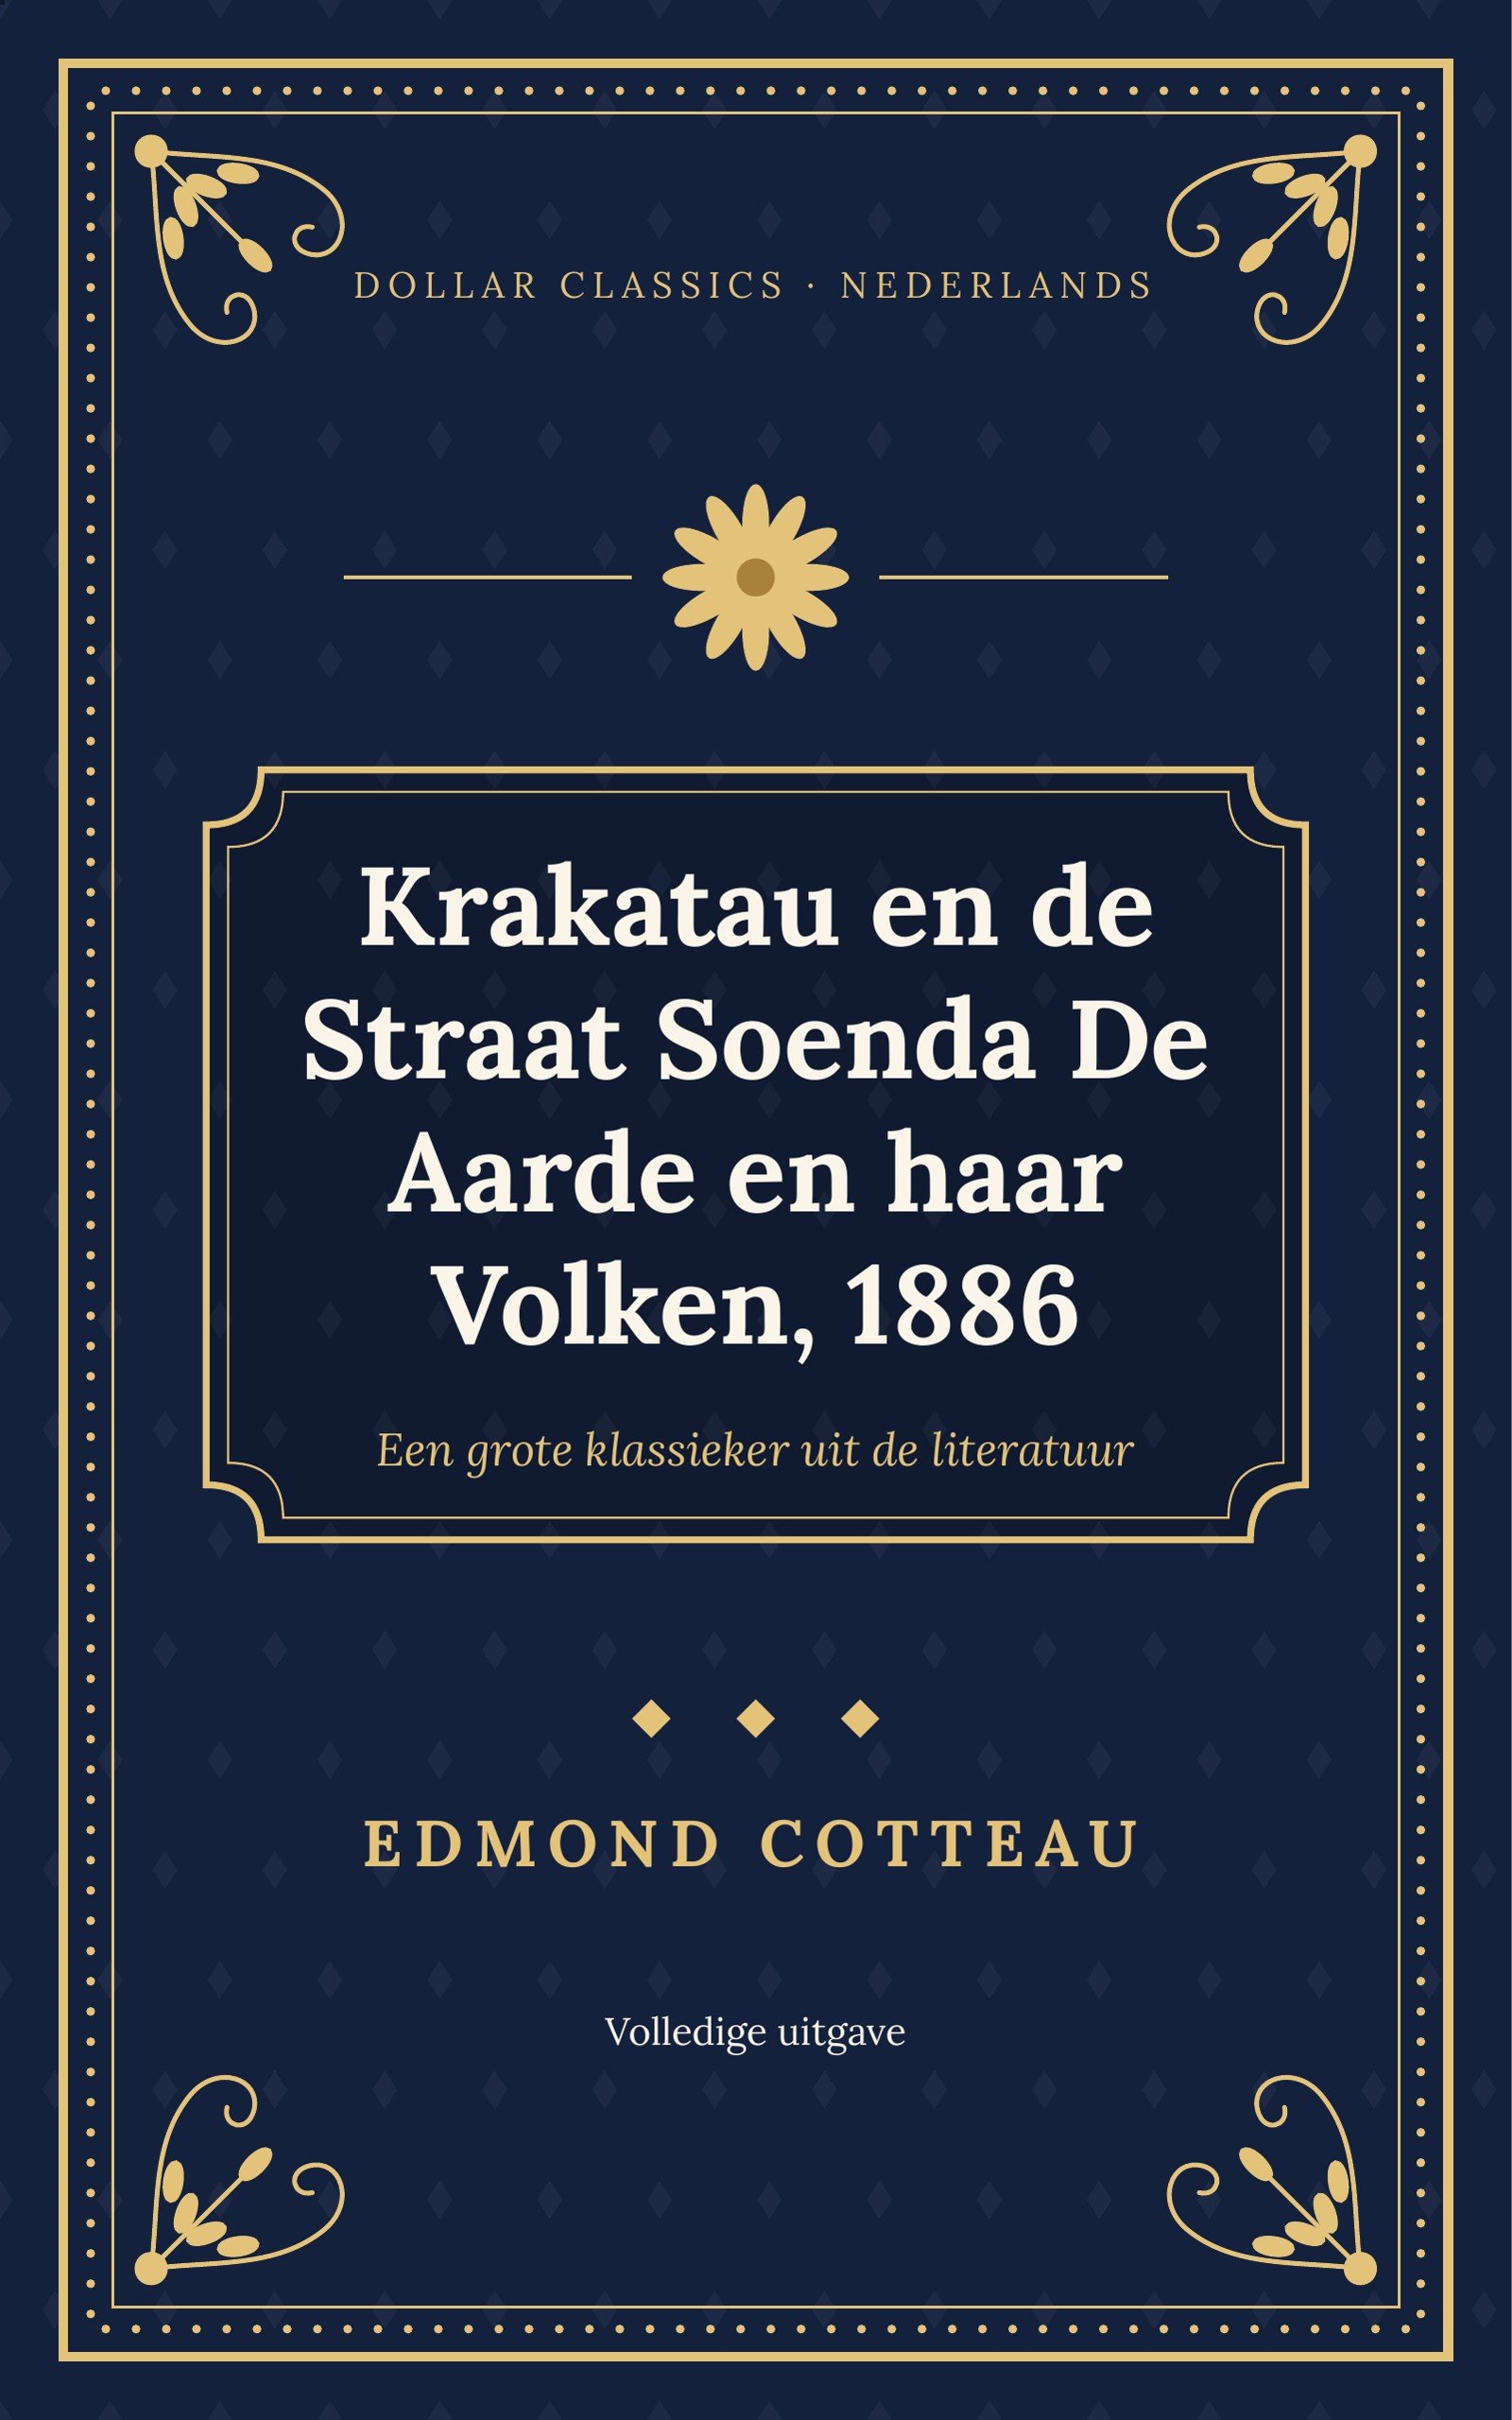 DOLLAR CLASSICS · NEDERLANDS
Krakatau en de
Straat Soenda De
Aarde en haar
Volken, 1886
Een grote klassieker uit de literatuur
EDMOND COTTEAU
Volledige uitgave